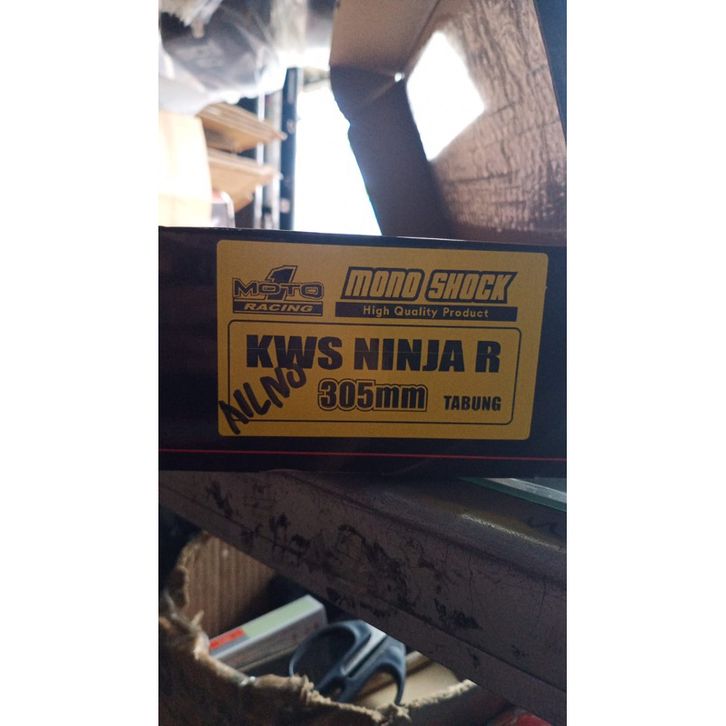 1
MOTO
RACING
MONO SHOCK
High Quality Product
KWS NINJA R
305mm TABUNG